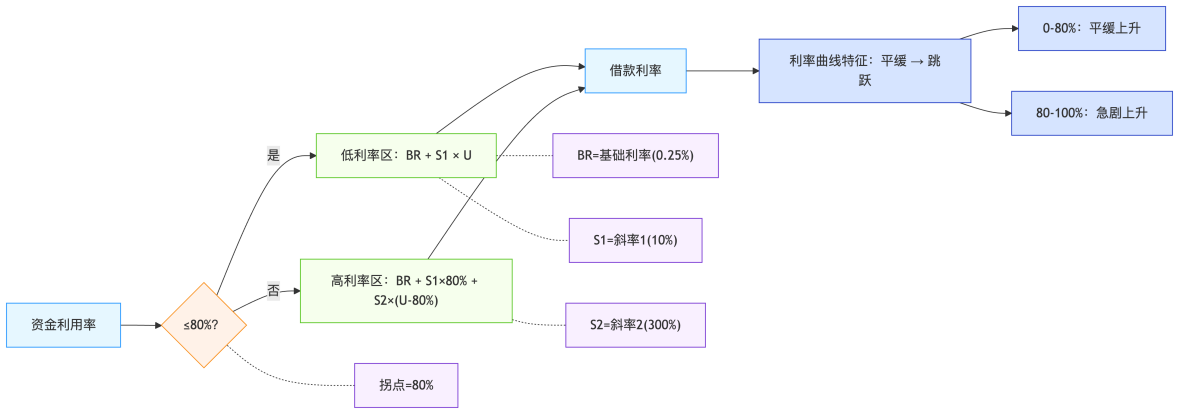 资金利用率
≤80%?
是
否
低利率区：BR + S1 × U
高利率区：BR + S1×80% +
S2×(U-80%)
拐点=80%
BR=基础利率(0.25%)
S1=斜率1(10%)
S2=斜率2(300%)
借款利率
利率曲线特征：平缓 → 跳
跃
0-80%：平缓上升
80-100%：急剧上升